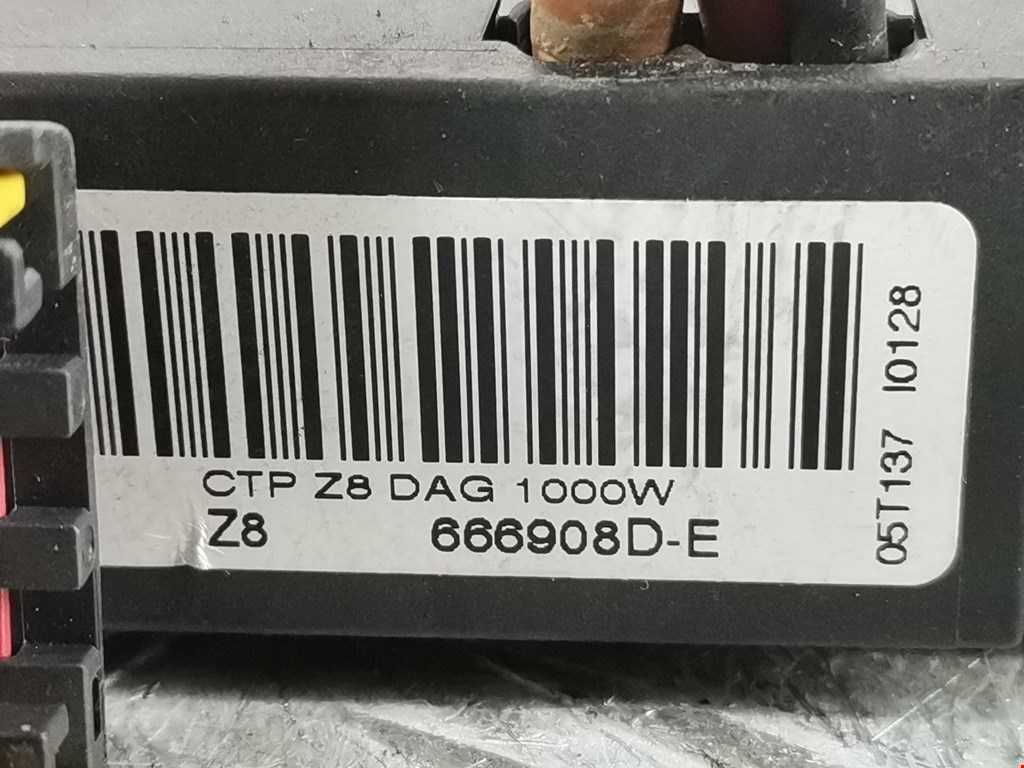 CTP Z8 DAG 1000W
Z8 666908D-E
05T137 I0128